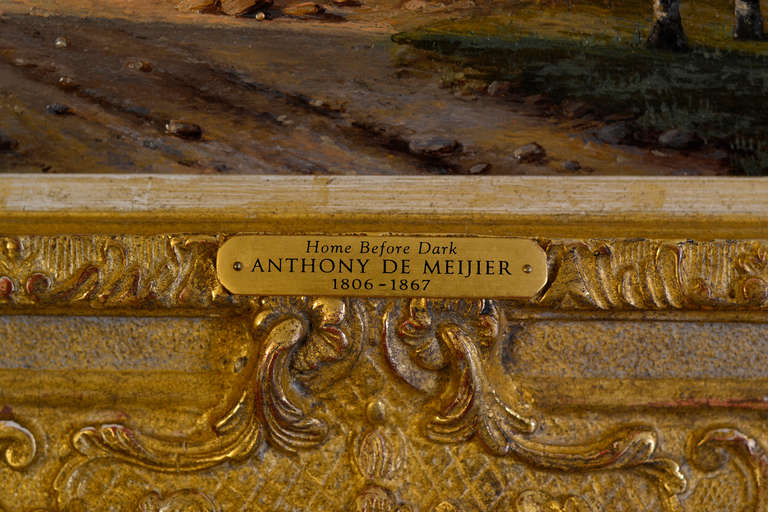 Home Before Dark
ANTHONY DE MEIJIER
1806-1867